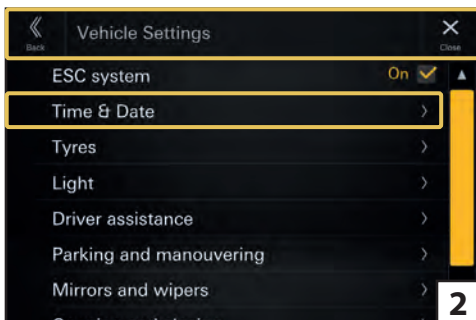 Back
Vehicle Settings
Close
ESC system On
Time & Date
Tyres
Light
Driver assistance
Parking and manouvering
Mirrors and wipers
2